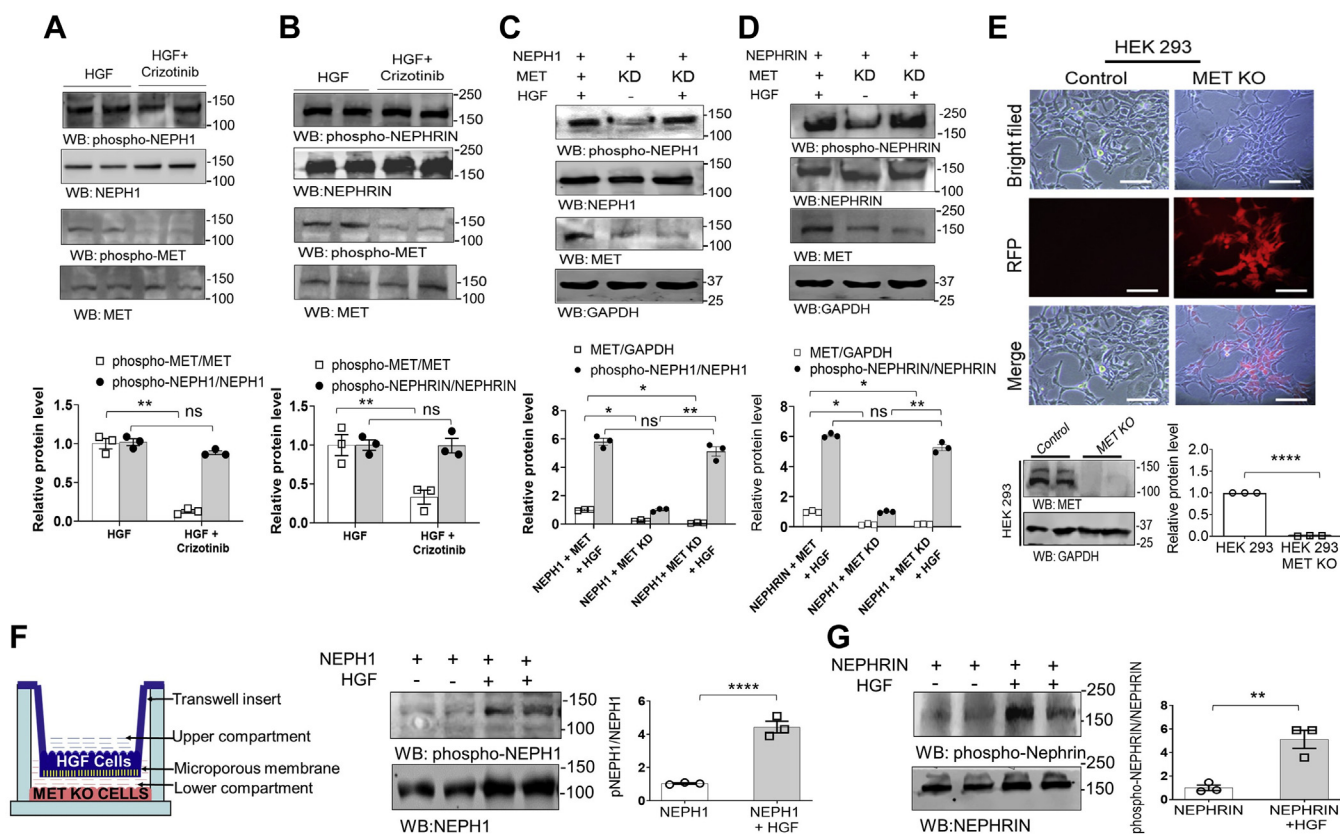 A
HGF
HGF+
Crizotinib
-150
100
WB: phospho-NEPH1
-150
100
WB: NEPH1
-150
100
WB: phospho-MET
-150
100
WB: MET
phospho-MET/MET
phospho-NEPH1/NEPH1
Relative protein level
1.5
1.0
0.5
0.0
**
ns
HGF
HGF +
Crizotinib
B
HGF
HGF+
Crizotinib
250
150
WB: phospho-NEPHRIN
250
150
WB:NEPHRIN
-150
100
WB: phospho-MET
-150
100
WB:MET
phospho-MET/MET
phospho-NEPHRIN/NEPHRIN
Relative protein level
1.5
1.0
0.5
0.0
**
ns
HGF
HGF +
Crizotinib
C
NEPH1 + + +
MET + KD KD
HGF + - +
150
100
WB: phospho-NEPH1
150
100
WB: NEPH1
150
100
WB: MET
-37
25
WB:GAPDH
MET/GAPDH
phospho-NEPH1/NEPH1
Relative protein level
8
6
4
2
0
*
* ns **
NEPH1 + MET
+ HGF
NEPH1 + MET KD
NEPH1+ MET KD
+ HGF
D
NEPHRIN + + +
MET + KD KD
HGF + - +
-250
150
WB: phospho-NEPHRIN
-250
150
WB:NEPHRIN
-250
-150
WB: MET
-37
25
WB:GAPDH
MET/GAPDH
phospho-NEPHRIN/NEPHRIN
Relative protein level
8
6
4
2
0
*
* ns **
NEPHRIN + MET
+ HGF
NEPH1 + MET KD
NEPH1 + MET KD
+ HGF
E
HEK 293
Control
MET KO
Bright filed
RFP
Merge
Control
MET KO
HEK 293
-150
100
WB: MET
-37
-25
WB: GAPDH
Relative protein level
2.0
1.5
1.0
0.5
0.0
****
HEK 293
HEK 293
MET KO
F
Transwell insert
Upper compartment
HGF Cells
Microporous membrane
Lower compartment
MET KO CELLS
NEPH1 + + + +
HGF - - + +
150
100
WB: phospho-NEPH1
150
100
WB:NEPH1
pNEPH1/NEPH1
6
4
2
0
****
NEPH1
NEPH1
+ HGF
G
NEPHRIN + + + +
HGF - - + +
250
150
WB: phospho-Nephrin
250
150
WB: NEPHRIN
phospho-NEPHRIN/NEPHRIN
8
6
4
2
0
**
NEPHRIN
NEPHRIN
+HGF